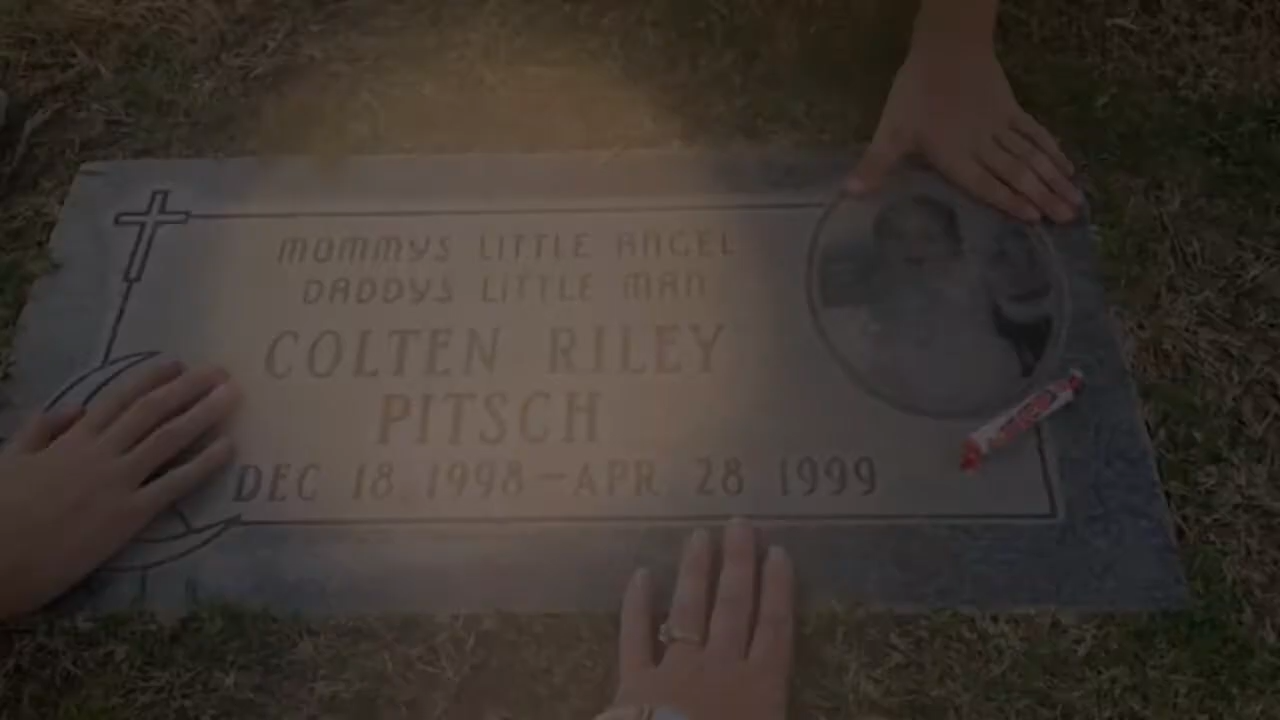 MOMMYS LITTLE ANGEL
DADDYS LITTLE MAN
COLTEN RILEY
PITSCH
DEC 18 1998-APR 28 1999